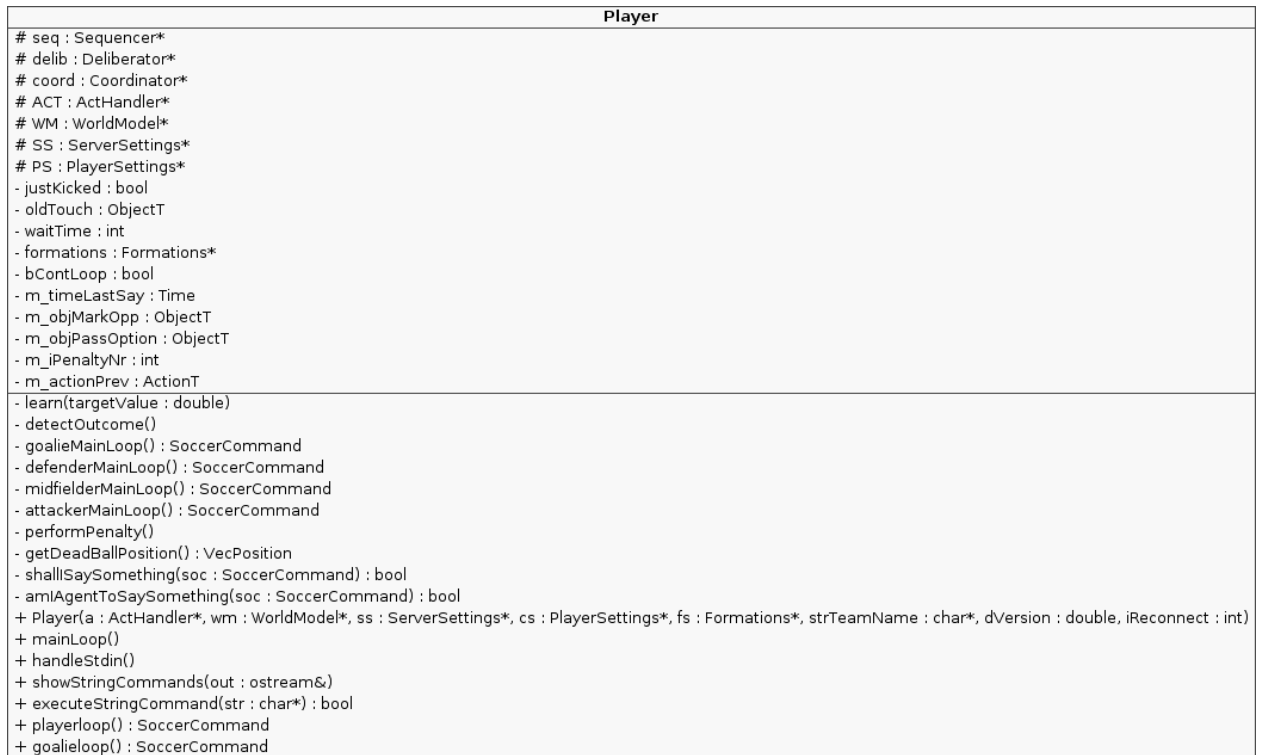 Player
# seq : Sequencer*
# delib : Deliberator*
# coord : Coordinator*
# ACT : ActHandler*
# WM : WorldModel*
# SS : ServerSettings*
# PS : PlayerSettings*
- justKicked : bool
- oldTouch : ObjectT
- waitTime : int
- formations : Formations*
- bContLoop : bool
- m_timeLastSay : Time
- m_objMarkOpp : ObjectT
- m_objPassOption : ObjectT
- m_iPenaltyNr : int
- m_actionPrev : ActionT
- learn(targetValue : double)
- detectOutcome()
- goalieMainLoop() : SoccerCommand
- defenderMainLoop() : SoccerCommand
- midfielderMainLoop() : SoccerCommand
- attackerMainLoop() : SoccerCommand
- performPenalty()
- getDeadBallPosition() : VecPosition
- shallISaySomething(soc : SoccerCommand) : bool
- amIAgentToSaySomething(soc : SoccerCommand) : bool
+ Player(a : ActHandler*, wm : WorldModel*, ss : ServerSettings*, cs : PlayerSettings*, fs : Formations*, strTeamName : char*, dVersion : double, iReconnect : int)
+ mainLoop()
+ handleStdin()
+ showStringCommands(out : ostream&)
+ executeStringCommand(str : char*) : bool
+ playerloop() : SoccerCommand
+ goalieloop() : SoccerCommand